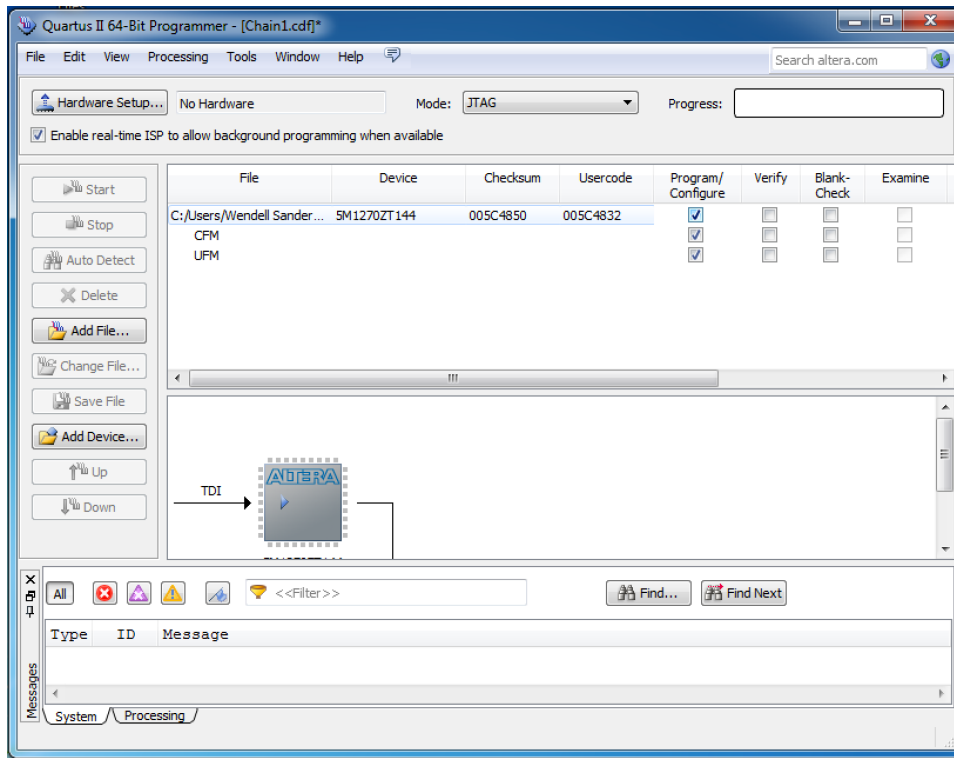 Quartus II 64-Bit Programmer - [Chain1.cdf]*
File Edit View Processing Tools Window Help
Search altera.com
Hardware Setup... No Hardware Mode: JTAG Progress:
Enable real-time ISP to allow background programming when available
Start
Stop
Auto Detect
Delete
Add File...
Change File...
Save File
Add Device...
Up
Down
File Device Checksum Usercode Program/ Configure Verify Blank- Check Examine
C:/Users/Wendell Sander... 5M1270ZT144 005C4850 005C4832
CFM
UFM
TDI
ALTERA
All <<Filter>> Find... Find Next
Type ID Message
Messages
System Processing